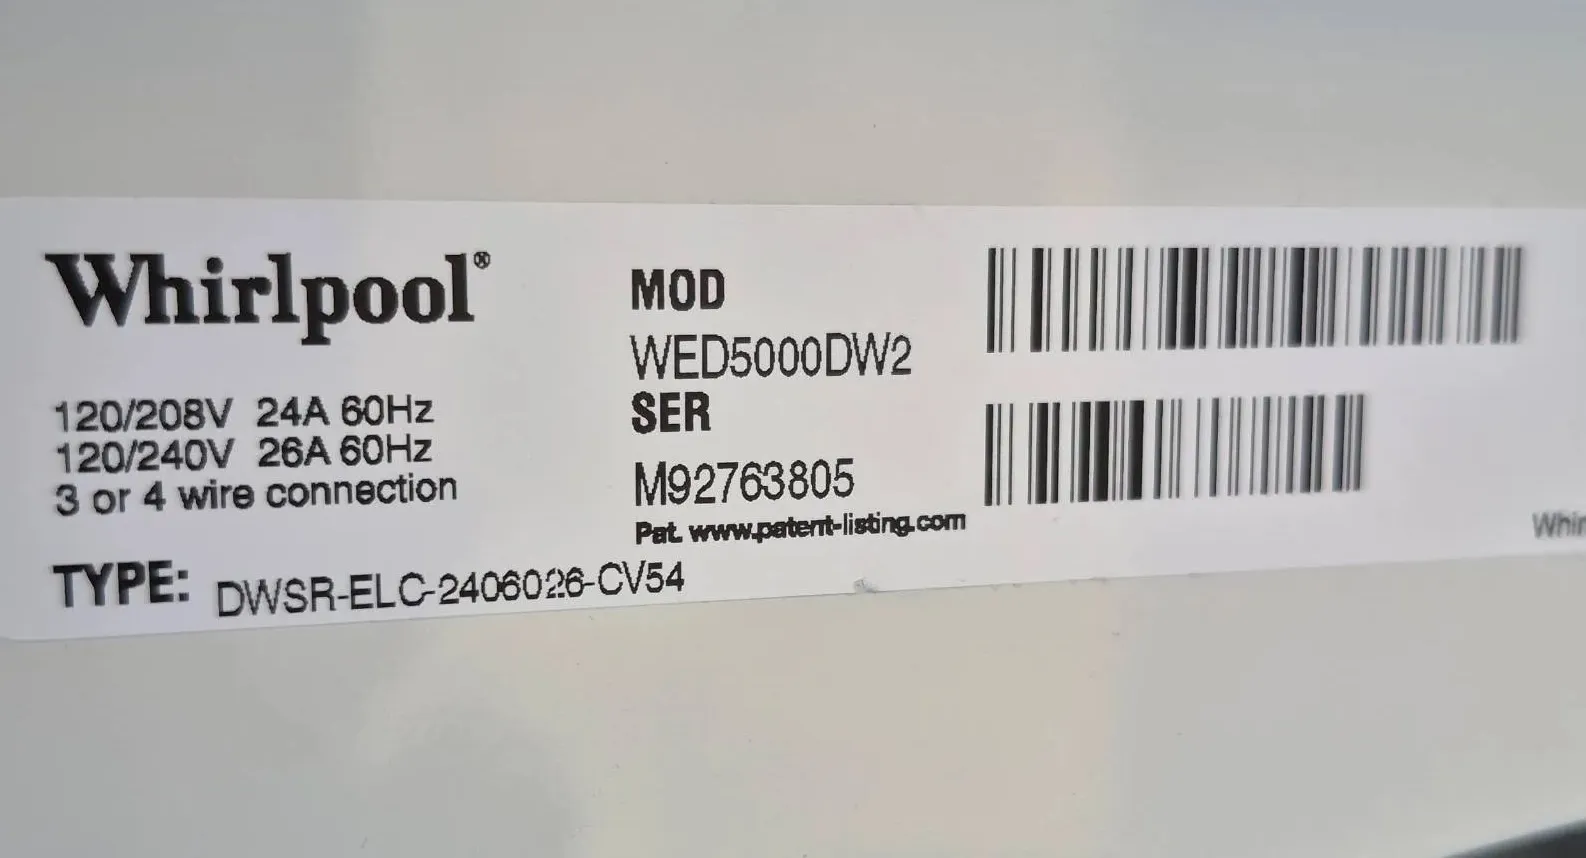 Whirlpool®
120/208V 24A 60Hz
120/240V 26A 60Hz
3 or 4 wire connection
TYPE: DWSR-ELC-2406026-CV54
MOD
WED5000DW2
SER
M92763805
Pat. www.patent-listing.com
Whir